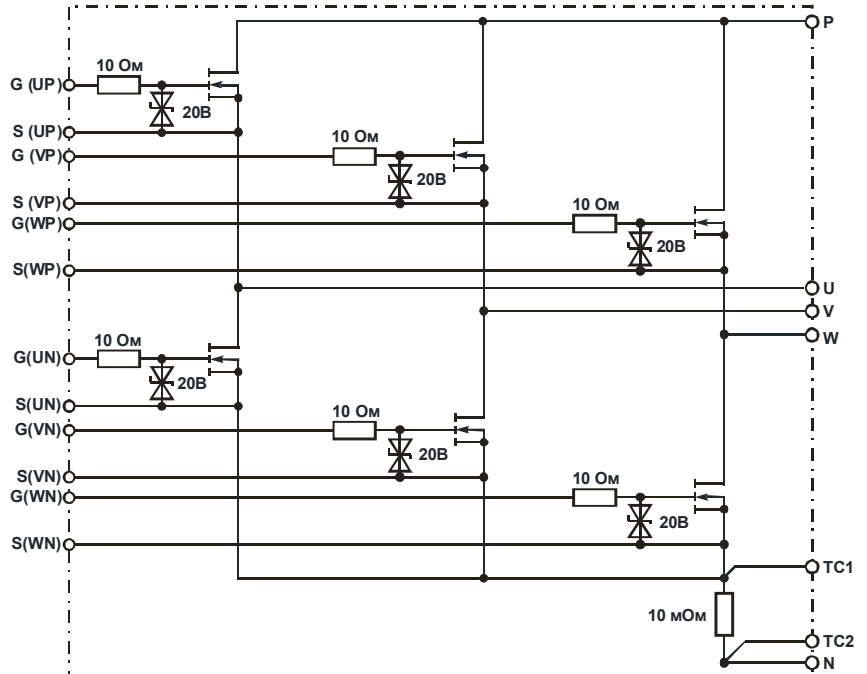 P
10 Ом
G (UP)
20В
S (UP)
10 Ом
G (VP)
20В
S (VP)
10 Ом
G(WP)
20В
S(WP)
U
V
W
10 Ом
G(UN)
20В
S(UN)
10 Ом
G(VN)
20В
S(VN)
10 Ом
G(WN)
20В
S(WN)
TC1
10 мОм
TC2
N